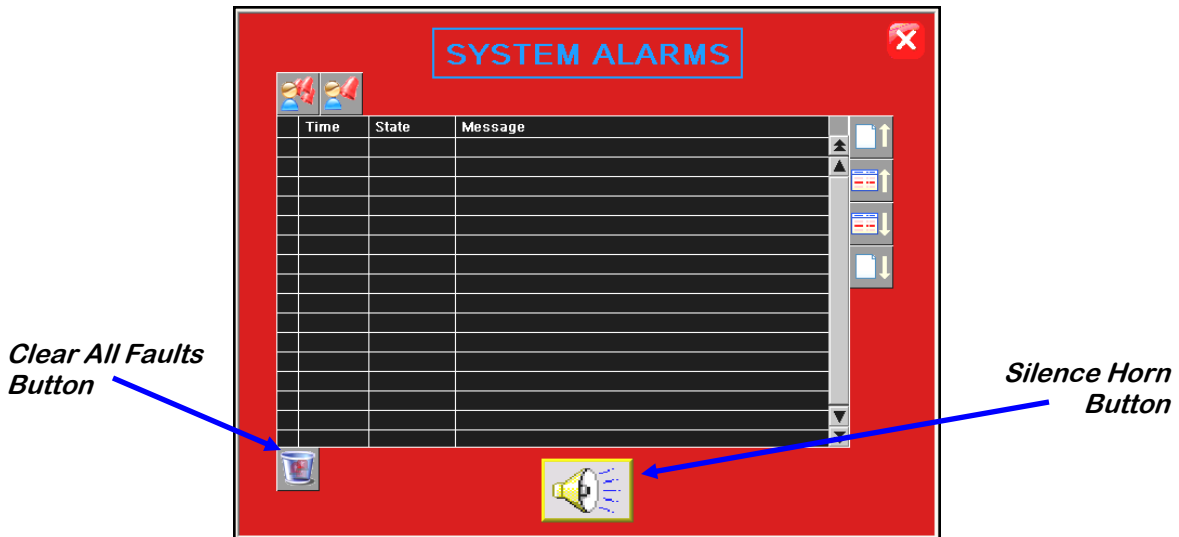 SYSTEM ALARMS
Time State Message
Clear All Faults
Button
Silence Horn
Button